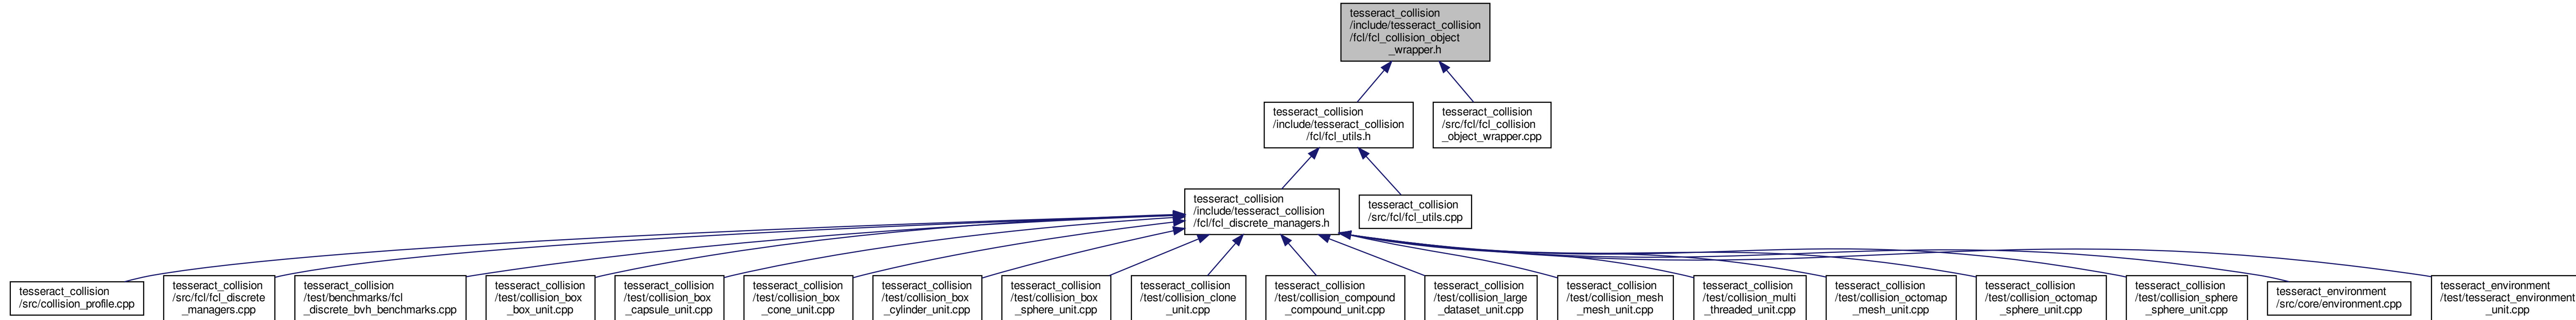 tesseract_collision
/include/tesseract_collision
/fcl/fcl_collision_object
_wrapper.h
tesseract_collision
/include/tesseract_collision
/fcl/fcl_utils.h
tesseract_collision
/src/fcl/fcl_collision
_object_wrapper.cpp
tesseract_collision
/include/tesseract_collision
/fcl/fcl_discrete_managers.h
tesseract_collision
/src/fcl/fcl_utils.cpp
tesseract_collision
/src/collision_profile.cpp
tesseract_collision
/src/fcl/fcl_discrete
_managers.cpp
tesseract_collision
/test/benchmarks/fcl
_discrete_bvh_benchmarks.cpp
tesseract_collision
/test/collision_box
_box_unit.cpp
tesseract_collision
/test/collision_box
_capsule_unit.cpp
tesseract_collision
/test/collision_box
_cone_unit.cpp
tesseract_collision
/test/collision_box
_cylinder_unit.cpp
tesseract_collision
/test/collision_box
_sphere_unit.cpp
tesseract_collision
/test/collision_clone
_unit.cpp
tesseract_collision
/test/collision_compound
_compound_unit.cpp
tesseract_collision
/test/collision_large
_dataset_unit.cpp
tesseract_collision
/test/collision_mesh
_mesh_unit.cpp
tesseract_collision
/test/collision_multi
_threaded_unit.cpp
tesseract_collision
/test/collision_octomap
_mesh_unit.cpp
tesseract_collision
/test/collision_octomap
_sphere_unit.cpp
tesseract_collision
/test/collision_sphere
_sphere_unit.cpp
tesseract_environment
/src/core/environment.cpp
tesseract_environment
/test/tesseract_environment
_unit.cpp